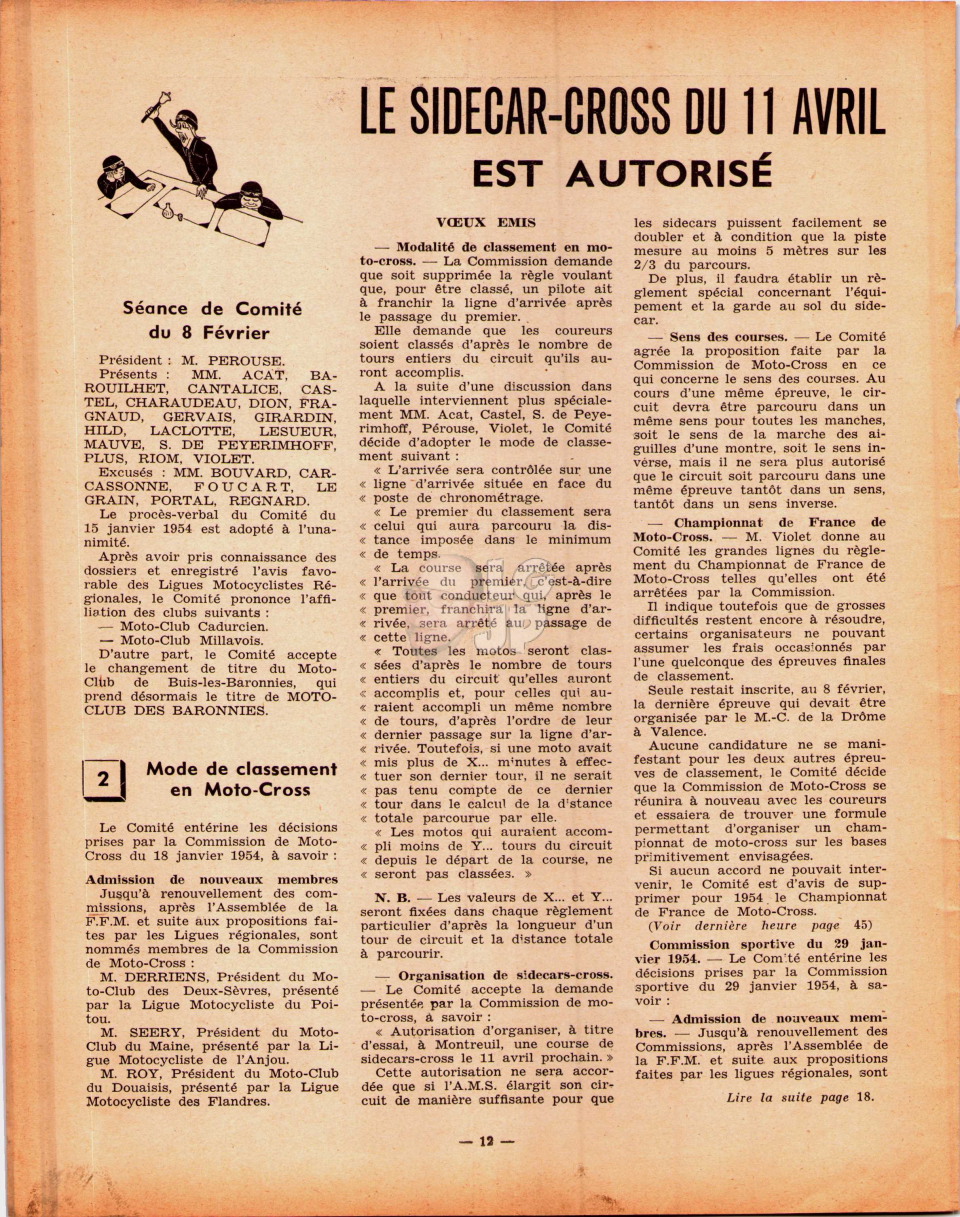 LE SIDECAR-CROSS DU 11 AVRIL
EST AUTORISÉ
Séance de Comité
du 8 Février
Président : M. PEROUSE.
Présents : MM. ACAT, BA-
ROUILHET, CANTALICE, CAS-
TEL, CHARAUDEAU, DION, FRA-
GNAUD, GERVAIS, GIRARDIN,
HILD, LACLOTTE, LESUEUR,
MAUVE, S. DE PEYERIMHOFF,
PLUS, RIOM, VIOLET.
Excusés : MM. BOUVARD, CAR-
CASSONNE, FOUCART, LE
GRAIN, PORTAL, REGNARD.
Le procès-verbal du Comité du
15 janvier 1954 est adopté à l'una-
nimité.
Après avoir pris connaissance des
dossiers et enregistré l'avis favo-
rable des Ligues Motocyclistes Ré-
gionales, le Comité prononce l'affi-
liation des clubs suivants :
— Moto-Club Cadurcien.
— Moto-Club Millavois.
D'autre part, le Comité accepte
le changement de titre du Moto-
Club de Buis-les-Baronnies, qui
prend désormais le titre de MOTO-
CLUB DES BARONNIES.
2
Mode de classement
en Moto-Cross
Le Comité entérine les décisions
prises par la Commission de Moto-
Cross du 18 janvier 1954, à savoir :
Admission de nouveaux membres
Jusqu'à renouvellement des com-
missions, après l'Assemblée de la
F.F.M. et suite aux propositions fai-
tes par les Ligues régionales, sont
nommés membres de la Commission
de Moto-Cross :
M. DERRIENS, Président du Mo-
to-Club des Deux-Sèvres, présenté
par la Ligue Motocycliste du Poi-
tou.
M. SEERY, Président du Moto-
Club du Maine, présenté par la Li-
gue Motocycliste de l'Anjou.
M. ROY, Président du Moto-Club
du Douaisis, présenté par la Ligue
Motocycliste des Flandres.
VŒUX EMIS
— Modalité de classement en mo-
to-cross. — La Commission demande
que soit supprimée la règle voulant
que, pour être classé, un pilote ait
à franchir la ligne d'arrivée après
le passage du premier.
Elle demande que les coureurs
soient classés d'après le nombre de
tours entiers du circuit qu'ils au-
ront accomplis.
A la suite d'une discussion dans
laquelle interviennent plus spéciale-
ment MM. Acat, Castel, S. de Peye-
rimhoff, Pérouse, Violet, le Comité
décide d'adopter le mode de classe-
ment suivant :
« L'arrivée sera contrôlée sur une
« ligne d'arrivée située en face du
« poste de chronométrage.
« Le premier du classement sera
« celui qui aura parcouru la dis-
« tance imposée dans le minimum
« de temps.
« La course sera arrêtée après
« l'arrivée du premier, c'est-à-dire
« que tout conducteur qui, après le
« premier, franchira la ligne d'ar-
« rivée, sera arrêté au passage de
« cette ligne.
« Toutes les motos seront clas-
« sées d'après le nombre de tours
« entiers du circuit qu'elles auront
« accomplis et, pour celles qui au-
« raient accompli un même nombre
« de tours, d'après l'ordre de leur
« dernier passage sur la ligne d'ar-
« rivée. Toutefois, si une moto avait
« mis plus de X... minutes à effec-
« tuer son dernier tour, il ne serait
« pas tenu compte de ce dernier
« tour dans le calcul de la distance
« totale parcourue par elle.
« Les motos qui auraient accom-
« pli moins de Y... tours du circuit
« depuis le départ de la course, ne
« seront pas classées. »
N. B. — Les valeurs de X... et Y...
seront fixées dans chaque règlement
particulier d'après la longueur d'un
tour de circuit et la distance totale
à parcourir.
— Organisation de sidecars-cross.
— Le Comité accepte la demande
présentée par la Commission de mo-
to-cross, à savoir :
« Autorisation d'organiser, à titre
d'essai, à Montreuil, une course de
sidecars-cross le 11 avril prochain. »
Cette autorisation ne sera accor-
dée que si l'A.M.S. élargit son cir-
cuit de manière suffisante pour que
les sidecars puissent facilement se
doubler et à condition que la piste
mesure au moins 5 mètres sur les
2/3 du parcours.
De plus, il faudra établir un rè-
glement spécial concernant l'équi-
pement et la garde au sol du side-
car.
— Sens des courses. — Le Comité
agrée la proposition faite par la
Commission de Moto-Cross en ce
qui concerne le sens des courses. Au
cours d'une même épreuve, le cir-
cuit devra être parcouru dans un
même sens pour toutes les manches,
soit le sens de la marche des ai-
guilles d'une montre, soit le sens in-
verse, mais il ne sera plus autorisé
que le circuit soit parcouru dans une
même épreuve tantôt dans un sens,
tantôt dans un sens inverse.
— Championnat de France de
Moto-Cross. — M. Violet donne au
Comité les grandes lignes du règle-
ment du Championnat de France de
Moto-Cross telles qu'elles ont été
arrêtées par la Commission.
Il indique toutefois que de grosses
difficultés restent encore à résoudre,
certains organisateurs ne pouvant
assumer les frais occasionnés par
l'une quelconque des épreuves finales
de classement.
Seule restait inscrite, au 8 février,
la dernière épreuve qui devait être
organisée par le M.-C. de la Drôme
à Valence.
Aucune candidature ne se mani-
festant pour les deux autres épreu-
ves de classement, le Comité décide
que la Commission de Moto-Cross se
réunira à nouveau avec les coureurs
et essaiera de trouver une formule
permettant d'organiser un cham-
pionnat de moto-cross sur les bases
primitivement envisagées.
Si aucun accord ne pouvait inter-
venir, le Comité est d'avis de sup-
primer pour 1954 le Championnat
de France de Moto-Cross.
(Voir dernière heure page 45)
Commission sportive du 29 jan-
vier 1954. — Le Comité entérine les
décisions prises par la Commission
sportive du 29 janvier 1954, à sa-
voir :
— Admission de nouveaux mem-
bres. — Jusqu'à renouvellement des
Commissions, après l'Assemblée de
la F.F.M. et suite aux propositions
faites par les ligues régionales, sont
Lire la suite page 18.
— 12 —